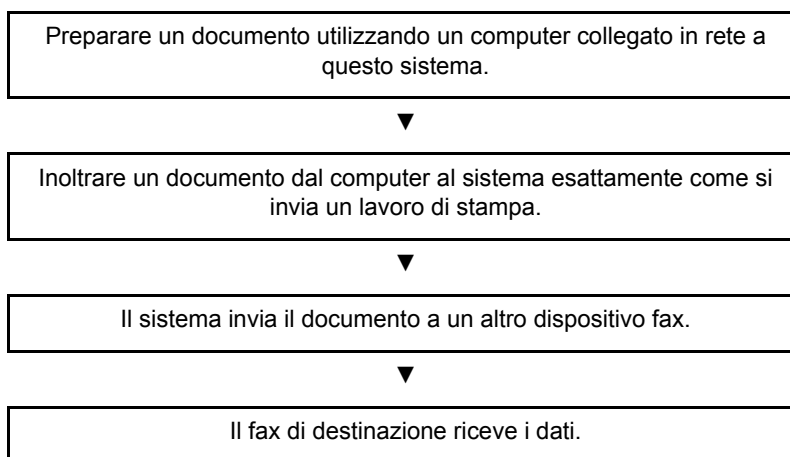 Preparare un documento utilizzando un computer collegato in rete a
questo sistema.
▼
Inoltrare un documento dal computer al sistema esattamente come si
invia un lavoro di stampa.
▼
Il sistema invia il documento a un altro dispositivo fax.
▼
Il fax di destinazione riceve i dati.